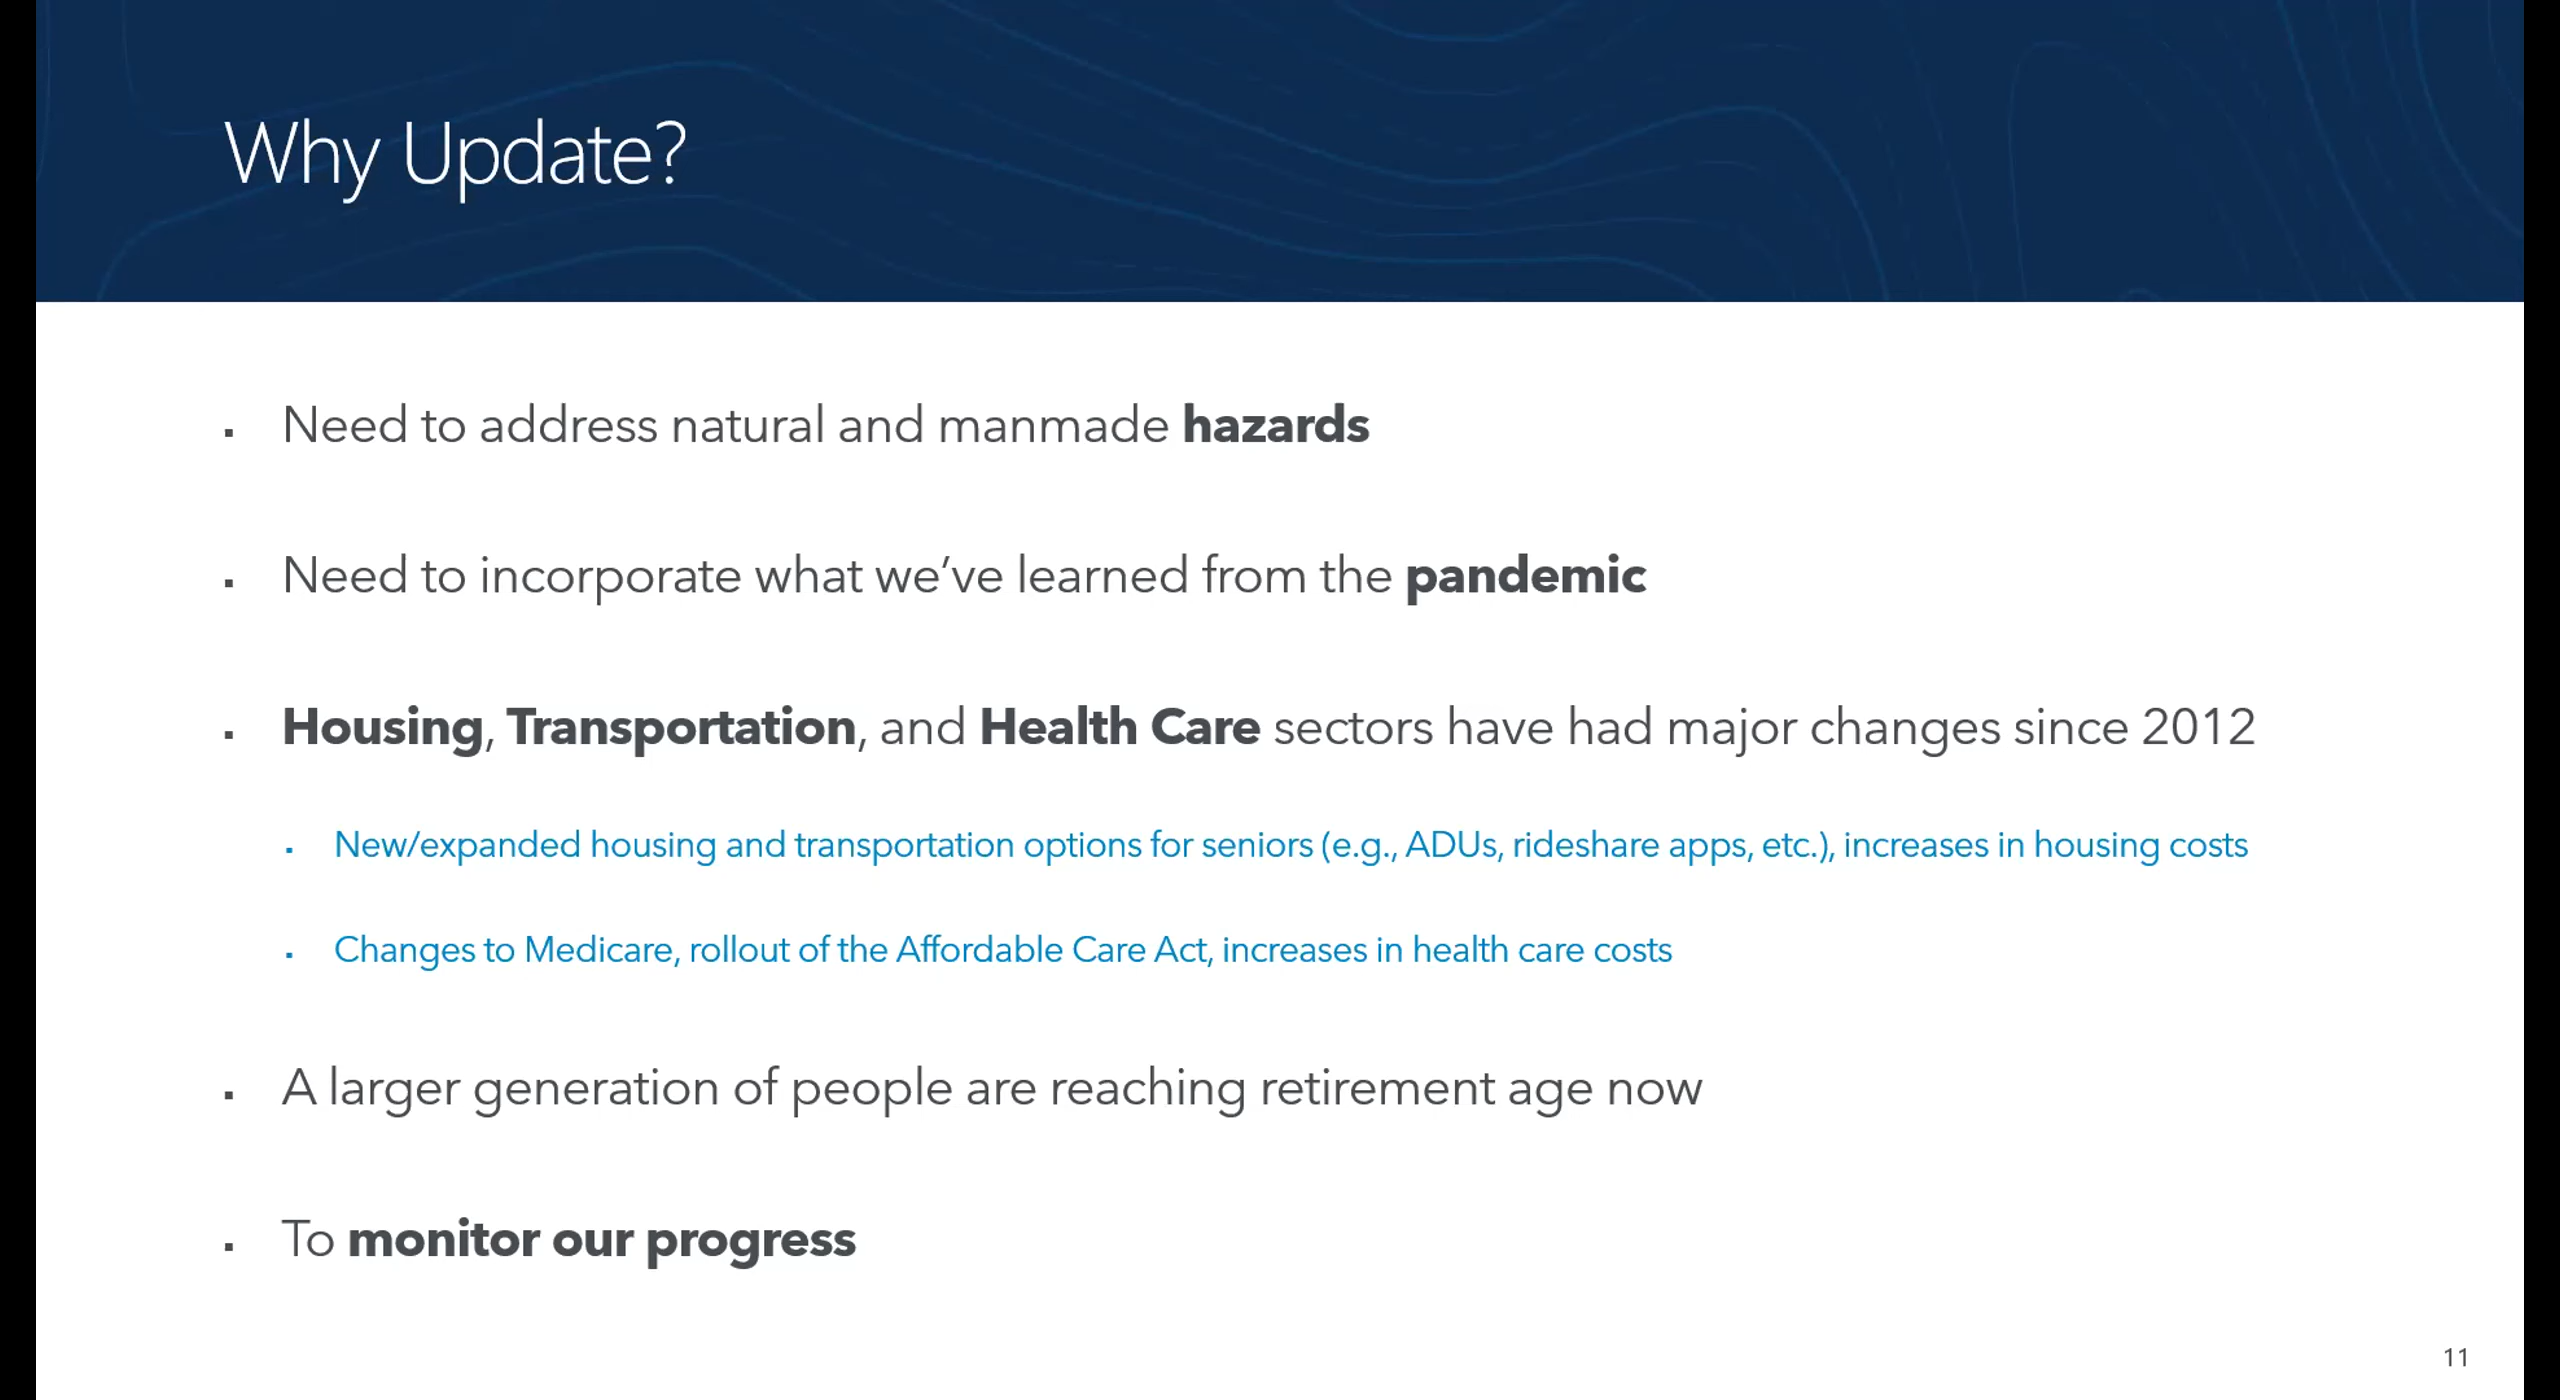 Why Update?
▪ Need to address natural and manmade hazards
▪ Need to incorporate what we’ve learned from the pandemic
▪ Housing, Transportation, and Health Care sectors have had major changes since 2012
▪ New/expanded housing and transportation options for seniors (e.g., ADUs, rideshare apps, etc.), increases in housing costs
▪ Changes to Medicare, rollout of the Affordable Care Act, increases in health care costs
▪ A larger generation of people are reaching retirement age now
▪ To monitor our progress
11